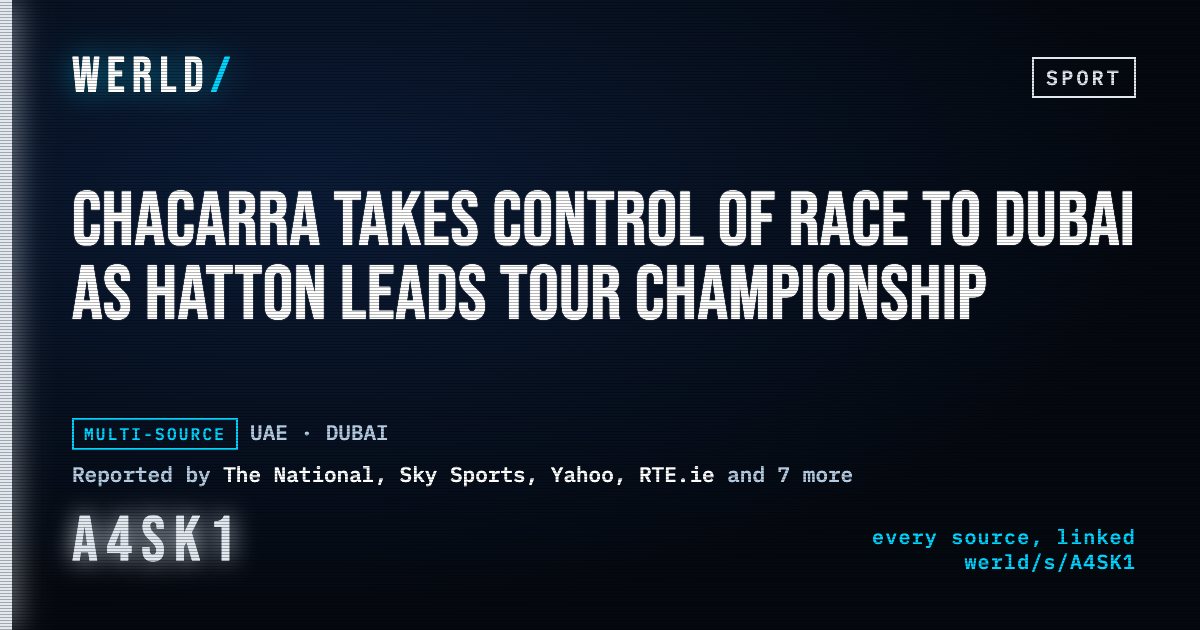 WERLD/
SPORT
CHACARRA TAKES CONTROL OF RACE TO DUBAI
AS HATTON LEADS TOUR CHAMPIONSHIP
MULTI-SOURCE UAE · DUBAI
Reported by The National, Sky Sports, Yahoo, RTE.ie and 7 more
A4SK1
every source, linked
werld/s/A4SK1